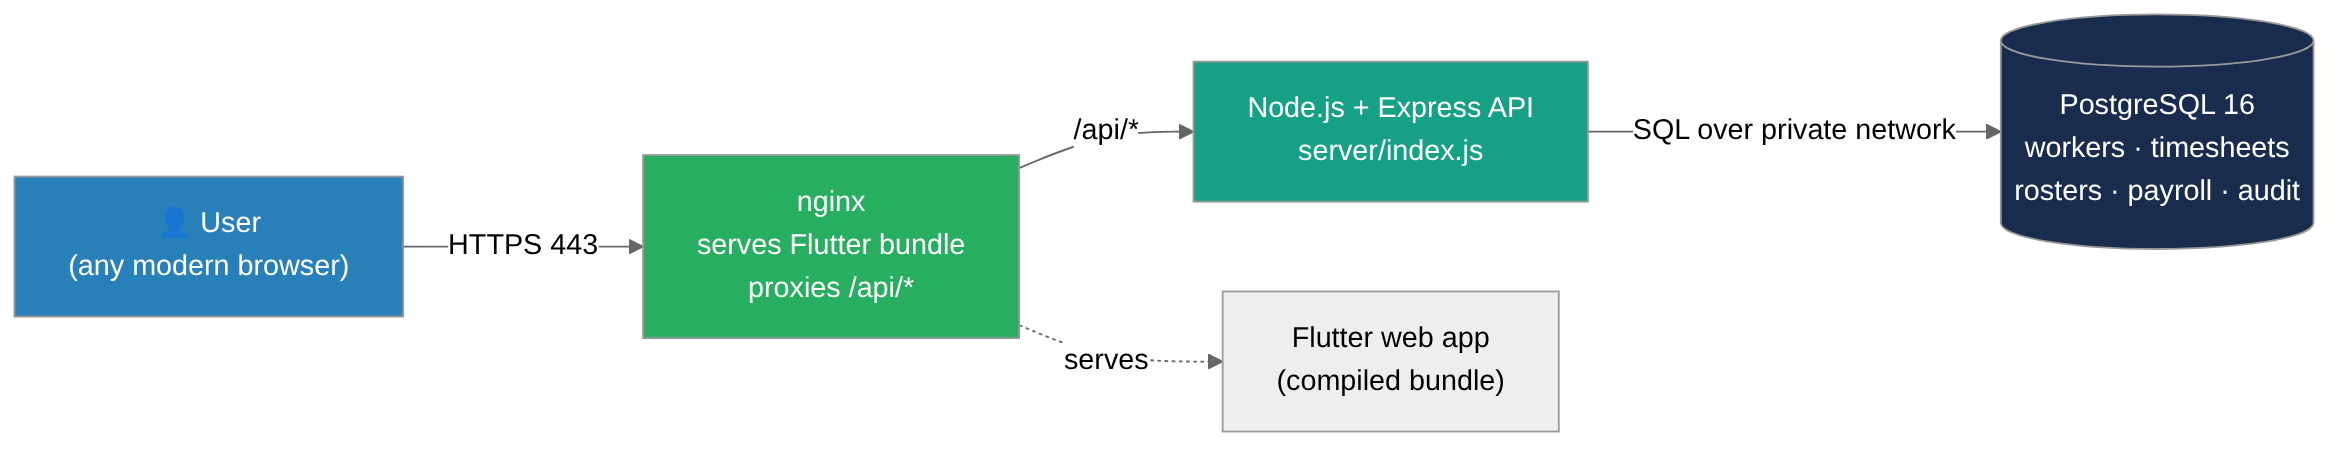 👤 User
(any modern browser)
HTTPS 443
nginx
serves Flutter bundle
proxies /api/*
/api/*
Node.js + Express API
server/index.js
SQL over private network
PostgreSQL 16
workers · timesheets
rosters · payroll · audit
serves
Flutter web app
(compiled bundle)